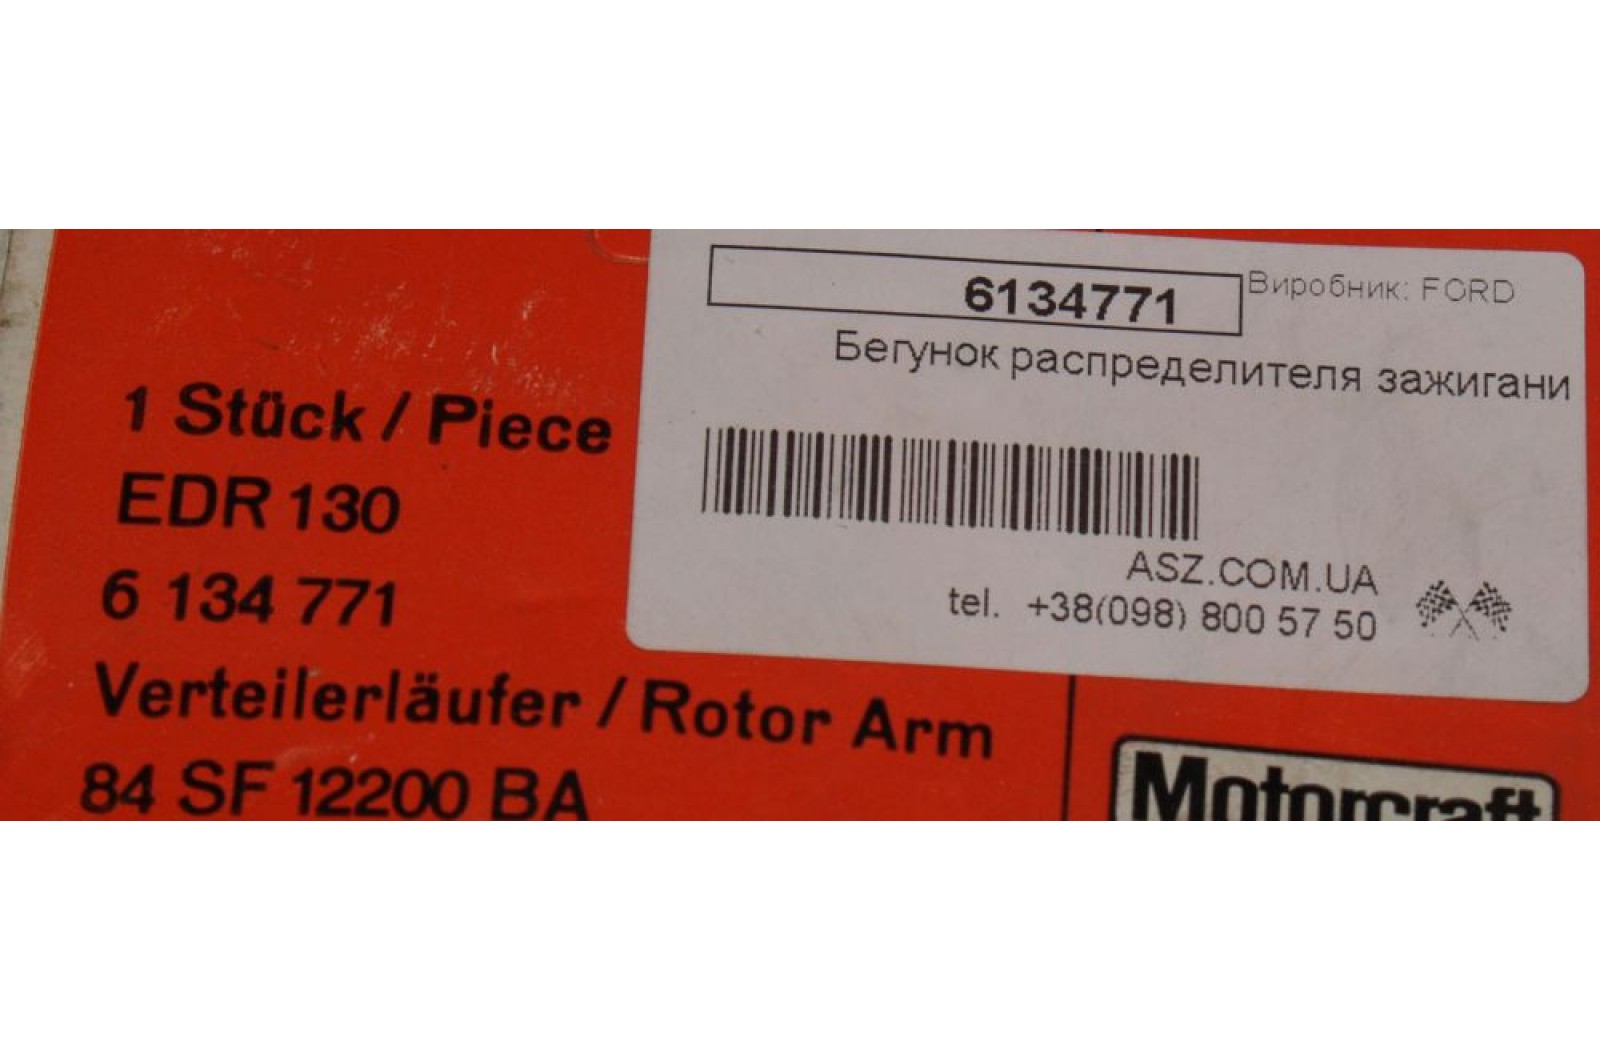 6134771
Виробник: FORD
Бегунок распределителя зажигани
ASZ.COM.UA
tel. +38(098) 800 57 50
1 Stück / Piece
EDR 130
6 134 771
Verteilerläufer / Rotor Arm
84 SF 12200 BA
Motorcraft